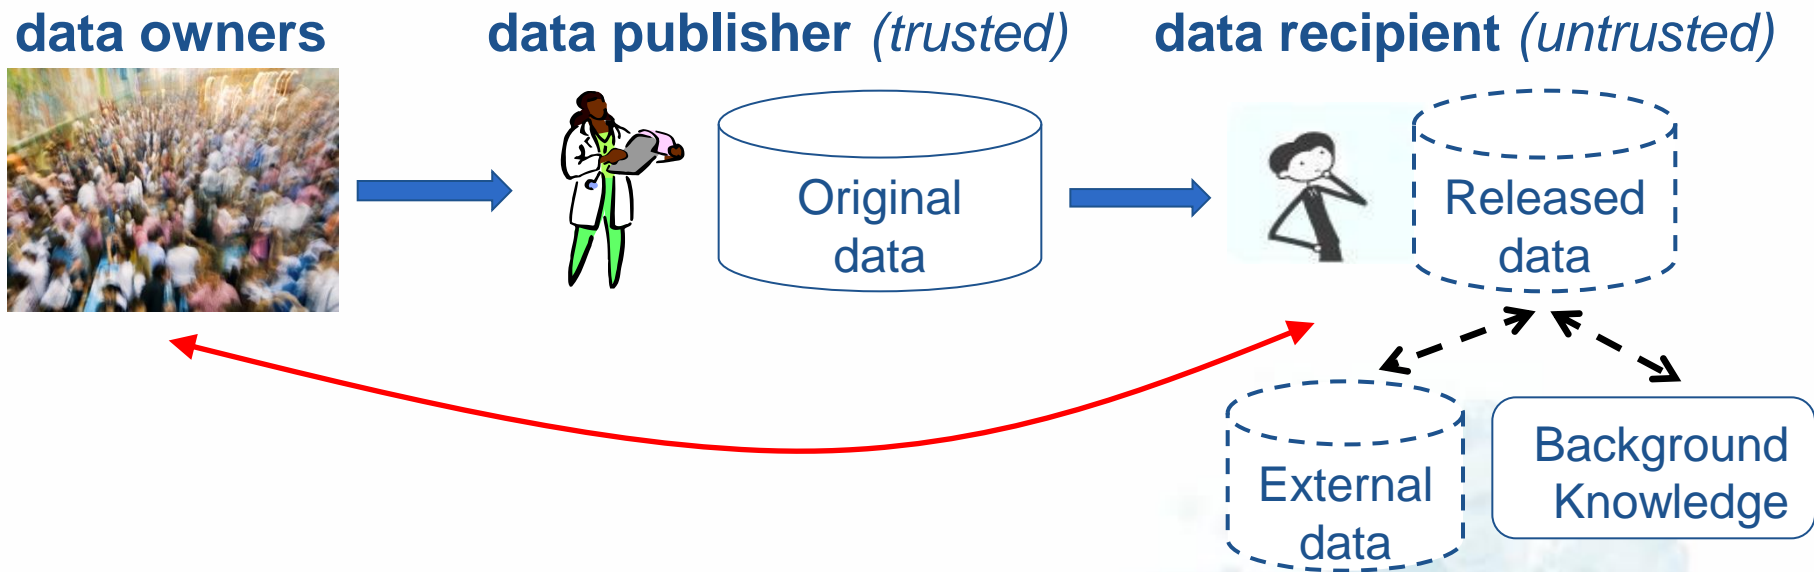 data owners
data publisher (trusted)
data recipient (untrusted)
Original
data
Released
data
External
data
Background
Knowledge